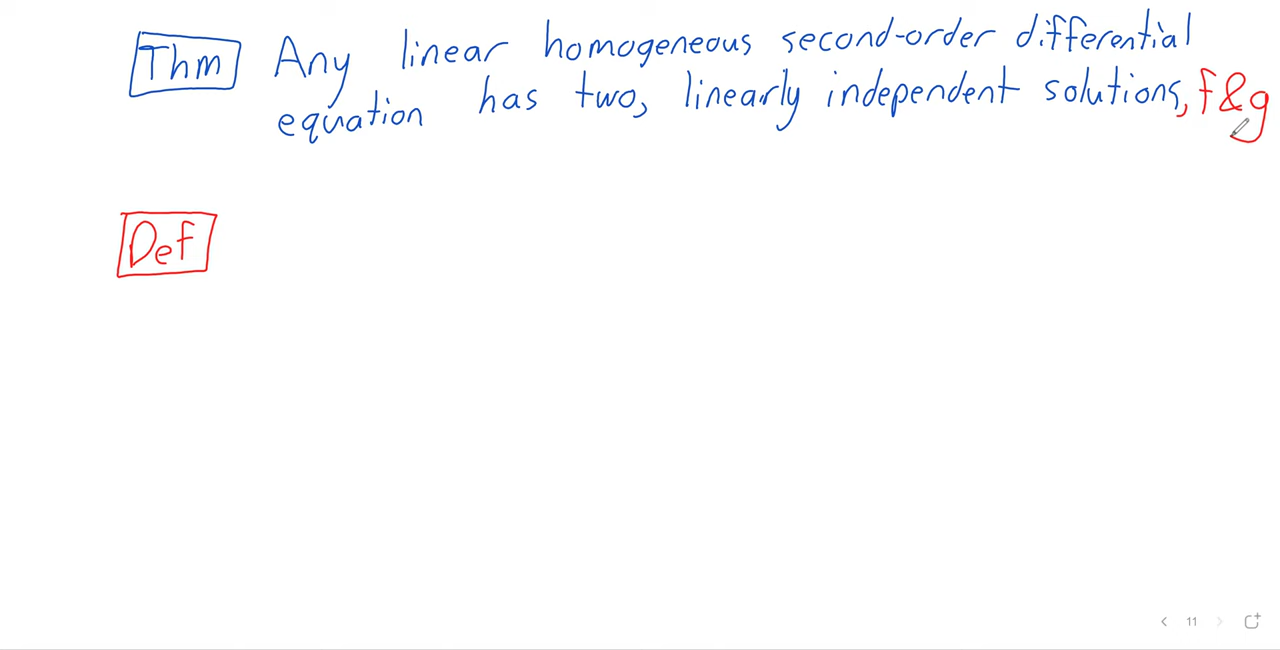 Thm Any linear homogeneous second-order differential
equation has two, linearly independent solutions, f & g
Def
11